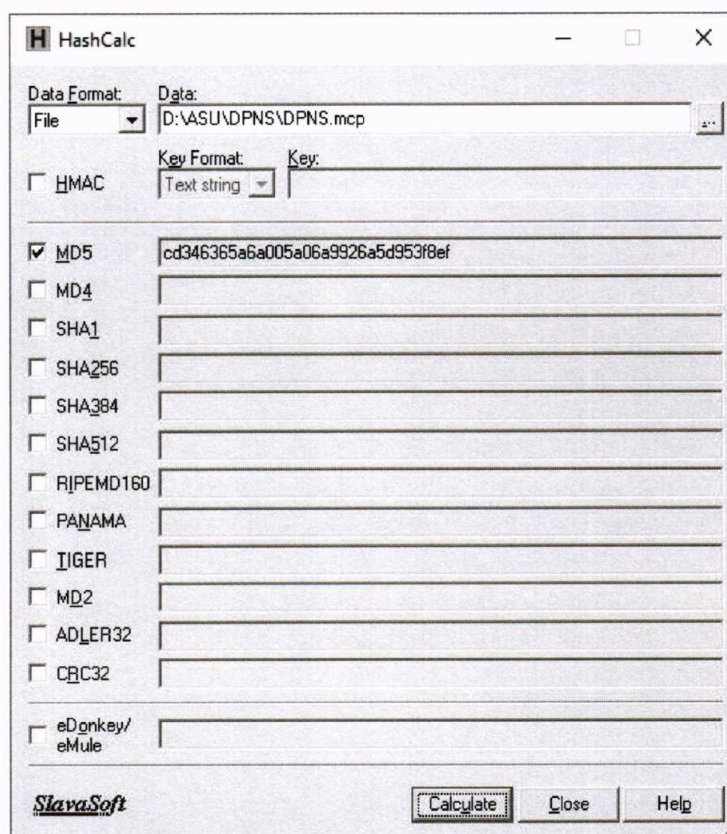 H HashCalc
Data Format: Data:
File D:\ASU\DPNS\DPNS.mcp ...
Key Format: Key:
HMAC Text string
MD5 cd346365a6a005a06a9926a5d953f8ef
MD4
SHA1
SHA256
SHA384
SHA512
RIPEMD160
PANAMA
TIGER
MD2
ADLER32
CRC32
eDonkey/
eMule
SlavaSoft Calculate Close Help